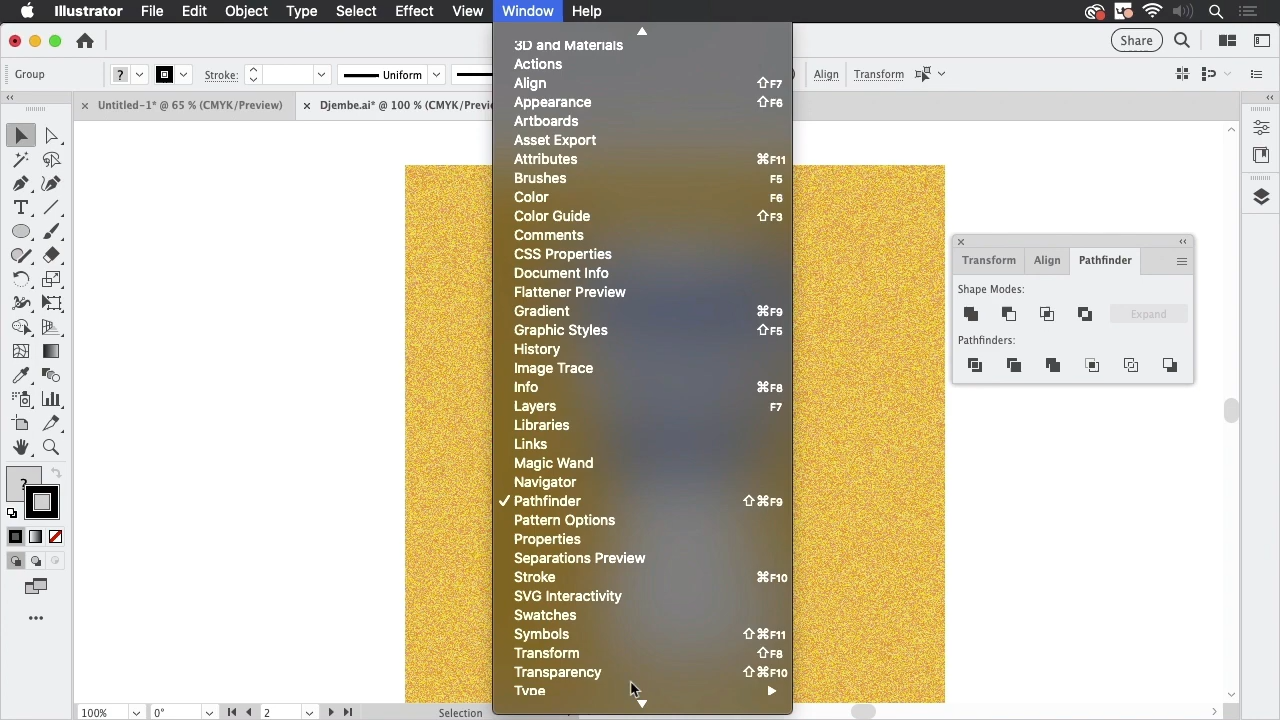 Illustrator File Edit Object Type Select Effect View Window Help
Share
Group ? Stroke: Uniform Align Transform
× Untitled-1* @ 65 % (CMYK/Preview) × Djembe.ai* @ 100 % (CMYK/Previe
3D and Materials
Actions
Align ⇧F7
Appearance ⇧F6
Artboards
Asset Export
Attributes ⌘F11
Brushes F5
Color F6
Color Guide ⇧F3
Comments
CSS Properties
Document Info
Flattener Preview
Gradient ⌘F9
Graphic Styles ⇧F5
History
Image Trace
Info ⌘F8
Layers F7
Libraries
Links
Magic Wand
Navigator
✓ Pathfinder ⇧⌘F9
Pattern Options
Properties
Separations Preview
Stroke ⌘F10
SVG Interactivity
Swatches
Symbols ⇧⌘F11
Transform ⇧F8
Transparency ⇧⌘F10
Type
Transform Align Pathfinder
Shape Modes:
Expand
Pathfinders:
?
100% 0° 2 Selection